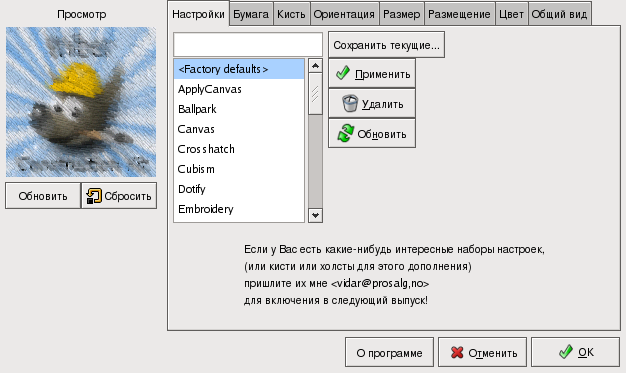 Просмотр
Настройки Бумага Кисть Ориентация Размер Размещение Цвет Общий вид
Сохранить текущие...
<Factory defaults>
ApplyCanvas
Ballpark
Canvas
Crosshatch
Cubism
Dotify
Embroidery
Применить
Удалить
Обновить
Обновить Сбросить
Если у Вас есть какие-нибудь интересные наборы настроек,
(или кисти или холсты для этого дополнения)
пришлите их мне <vidar@prosalg,no>
для включения в следующий выпуск!
О программе Отменить OK